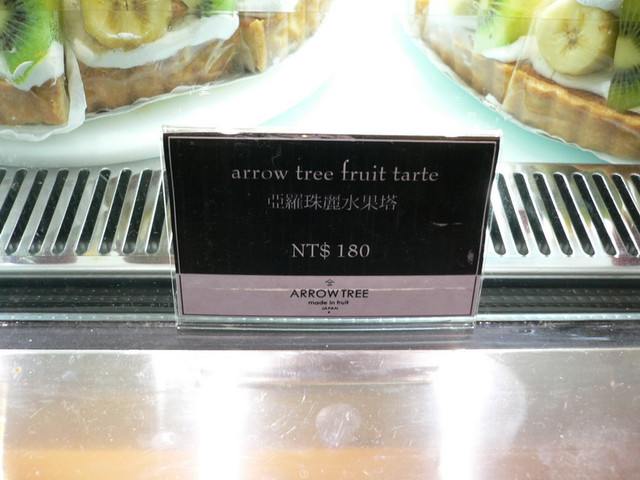 arrow tree fruit tarte
亞羅珠麗水果塔
NT$ 180
ARROW TREE
made in fruit
JAPAN